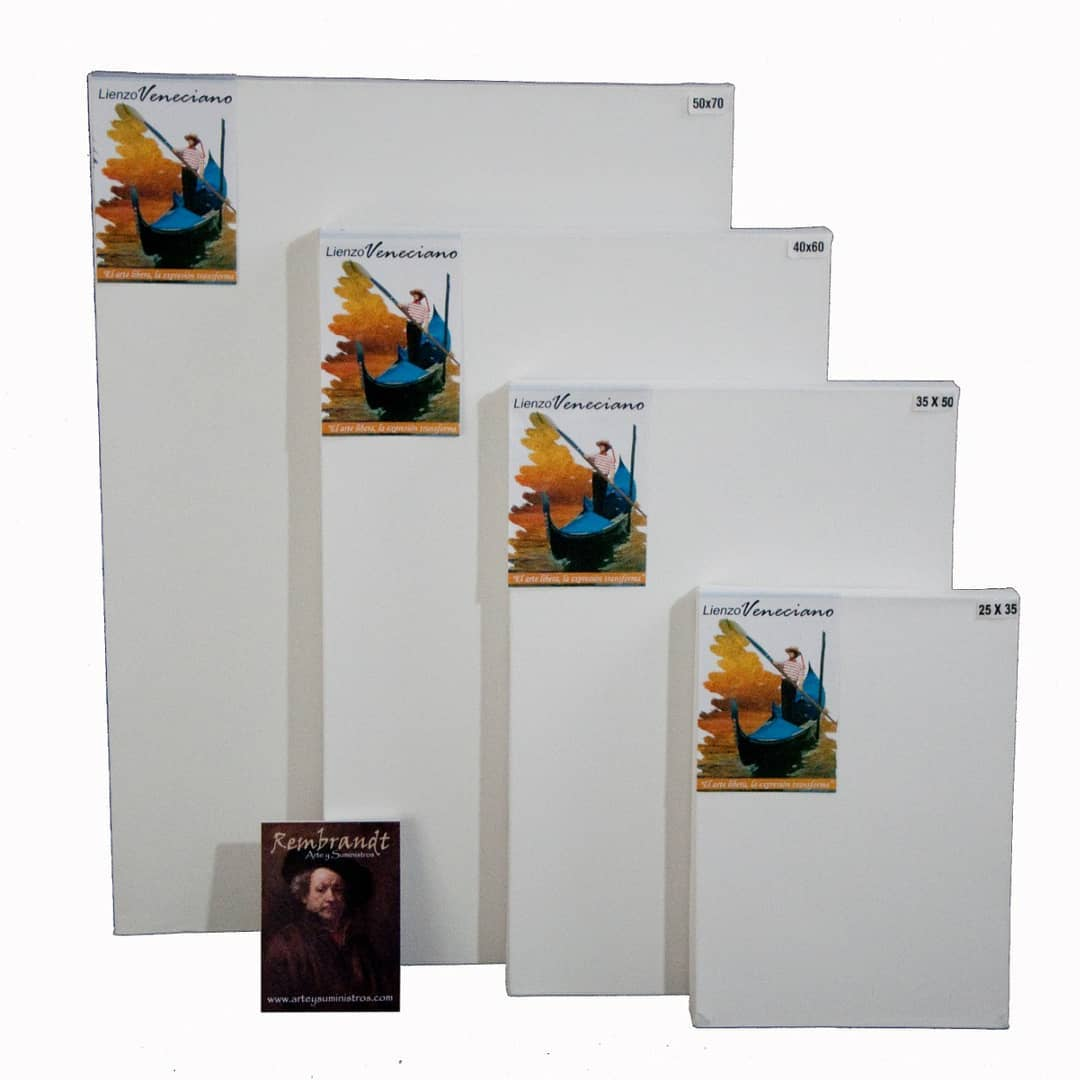 Lienzo Veneciano
50x70
"El arte libera, la expresión transforma"
Lienzo Veneciano
40x60
"El arte libera, la expresión transforma"
Lienzo Veneciano
35 X 50
"El arte libera, la expresión transforma"
Lienzo Veneciano
25 X 35
"El arte libera, la expresión transforma"
Rembrandt
Arte y Suministros
www.arteysuministros.com